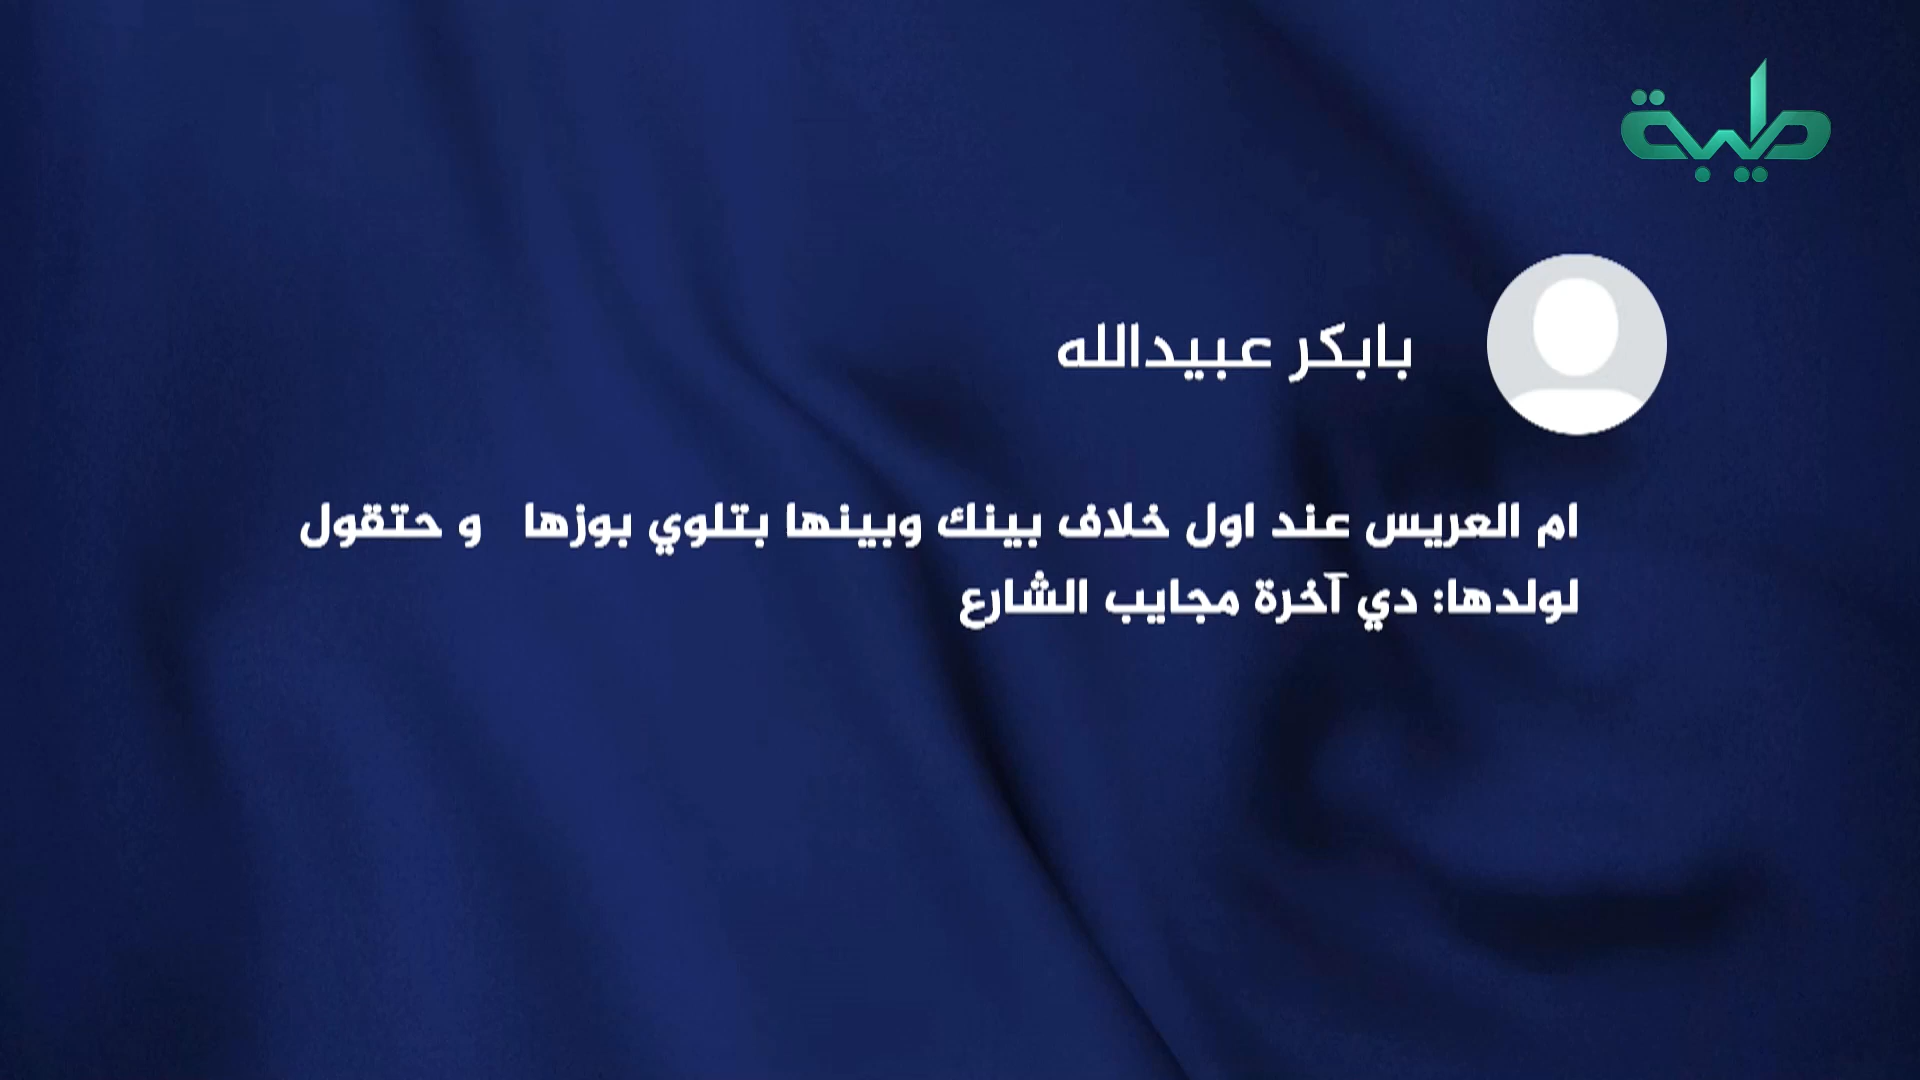 طيبة
بابكر عبيدالله
ام العريس عند اول خلاف بينك وبينها بتلوي بوزها و حتقول
لولدها: دي آخرة مجايب الشارع